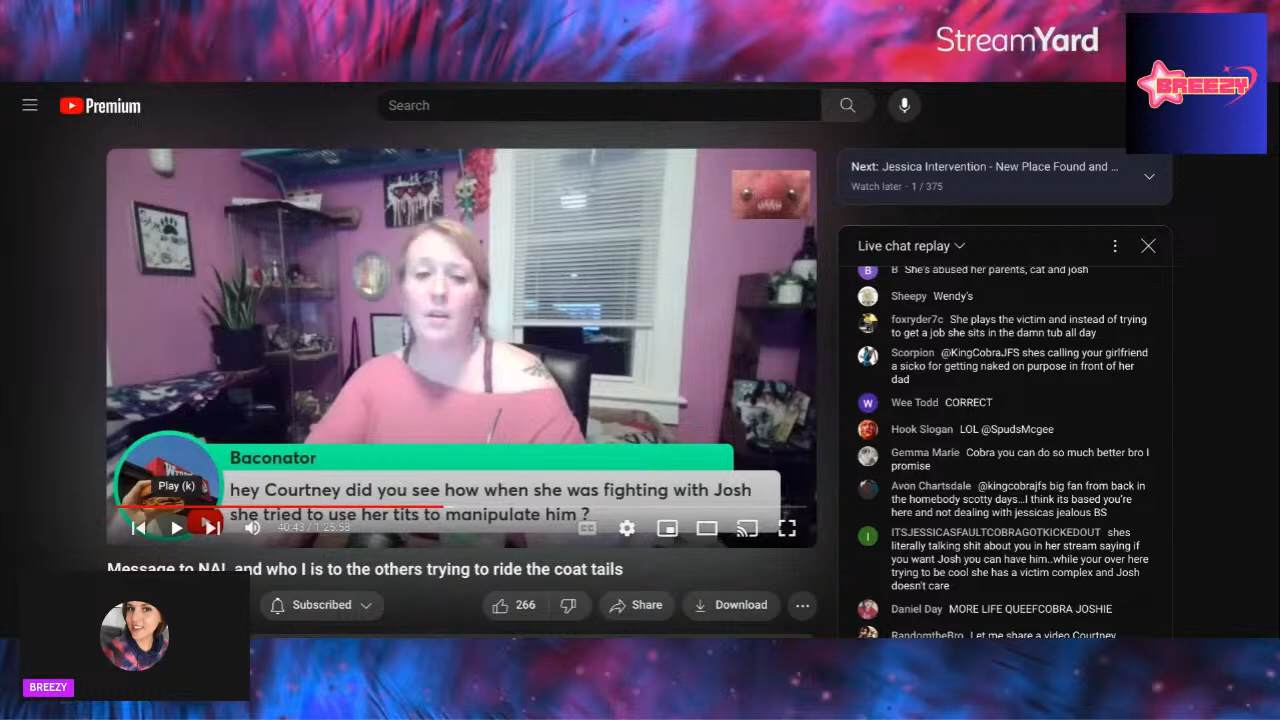 StreamYard
BREEZY
Premium
Search
Next: Jessica Intervention - New Place Found and ...
Watch later - 1 / 375
Live chat replay
B She's abused her parents, cat and josh
Sheepy Wendy's
foxryder7c She plays the victim and instead of trying
to get a job she sits in the damn tub all day
Scorpion @KingCobraJFS shes calling your girlfriend
a sicko for getting naked on purpose in front of her
dad
Wee Todd CORRECT
Hook Slogan LOL @SpudsMcgee
Gemma Marie Cobra you can do so much better bro I
promise
Avon Chartsdale @kingcobrajfs big fan from back in
the homebody scotty days...I think its based you're
here and not dealing with jessicas jealous BS
ITSJESSICASFAULTCOBRAGOTKICKEDOUT shes
literally talking shit about you in her stream saying if
you want Josh you can have him..while your over here
trying to be cool she has a victim complex and Josh
doesn't care
Daniel Day MORE LIFE QUEEFCOBRA JOSHIE
RandomtheBro Let me share a video Courtney
Baconator
Play (k)
hey Courtney did you see how when she was fighting with Josh
she tried to use her tits to manipulate him ?
40:43 / 1:25:58
Message to NAL and who I is to the others trying to ride the coat tails
Subscribed
266
Share
Download
BREEZY